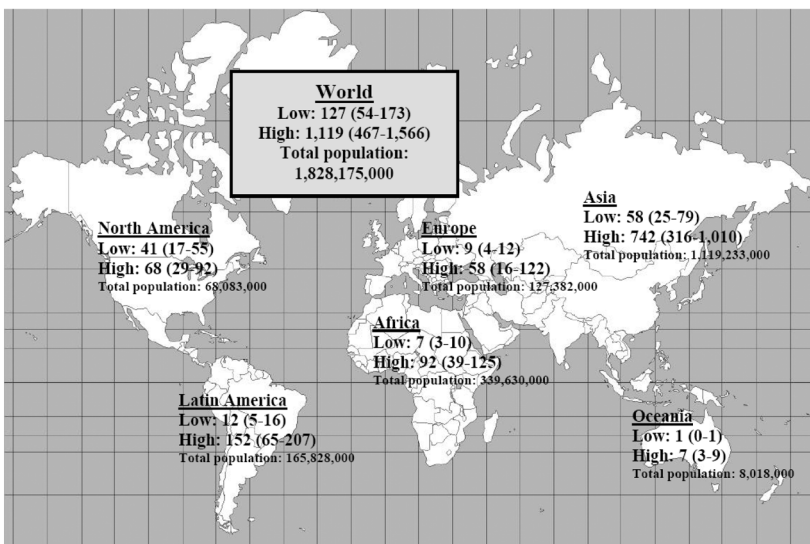 World
Low: 127 (54-173)
High: 1,119 (467-1,566)
Total population:
1,828,175,000
North America
Low: 41 (17-55)
High: 68 (29-92)
Total population: 68,083,000
Europe
Low: 9 (4-12)
High: 58 (16-122)
Total population: 127,382,000
Asia
Low: 58 (25-79)
High: 742 (316-1,010)
Total population: 1.119,233,000
Africa
Low: 7 (3-10)
High: 92 (39-125)
Total population: 339,630,000
Latin America
Low: 12 (5-16)
High: 152 (65-207)
Total population: 165,828,000
Oceania
Low: 1 (0-1)
High: 7 (3-9)
Total population: 8,018,000